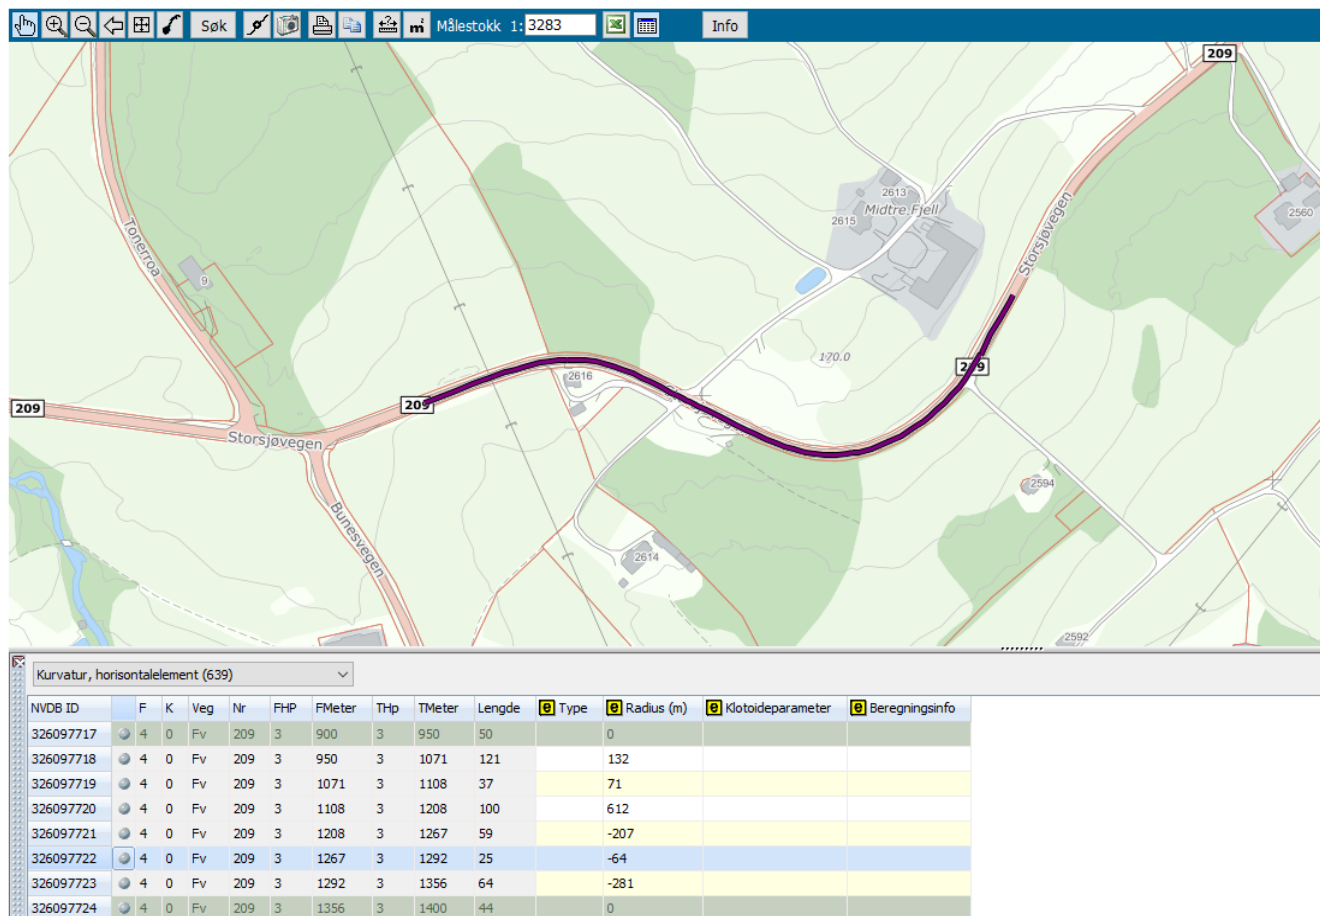 Søk
m²
Målestokk 1: 3283
Info
209
2613
Midtre Fjell
2615
2560
Tonerroa
Storsjøvegen
9
170.0
2616
209
209
209
Storsjøvegen
2594
Bunesvegen
2614
2592
Kurvatur, horisontalelement (639)
NVDB ID F K Veg Nr FHP FMeter THp TMeter Lengde e Type e Radius (m) e Klotoideparameter e Beregningsinfo
326097717 4 0 Fv 209 3 900 3 950 50 0
326097718 4 0 Fv 209 3 950 3 1071 121 132
326097719 4 0 Fv 209 3 1071 3 1108 37 71
326097720 4 0 Fv 209 3 1108 3 1208 100 612
326097721 4 0 Fv 209 3 1208 3 1267 59 -207
326097722 4 0 Fv 209 3 1267 3 1292 25 -64
326097723 4 0 Fv 209 3 1292 3 1356 64 -281
326097724 4 0 Fv 209 3 1356 3 1400 44 0